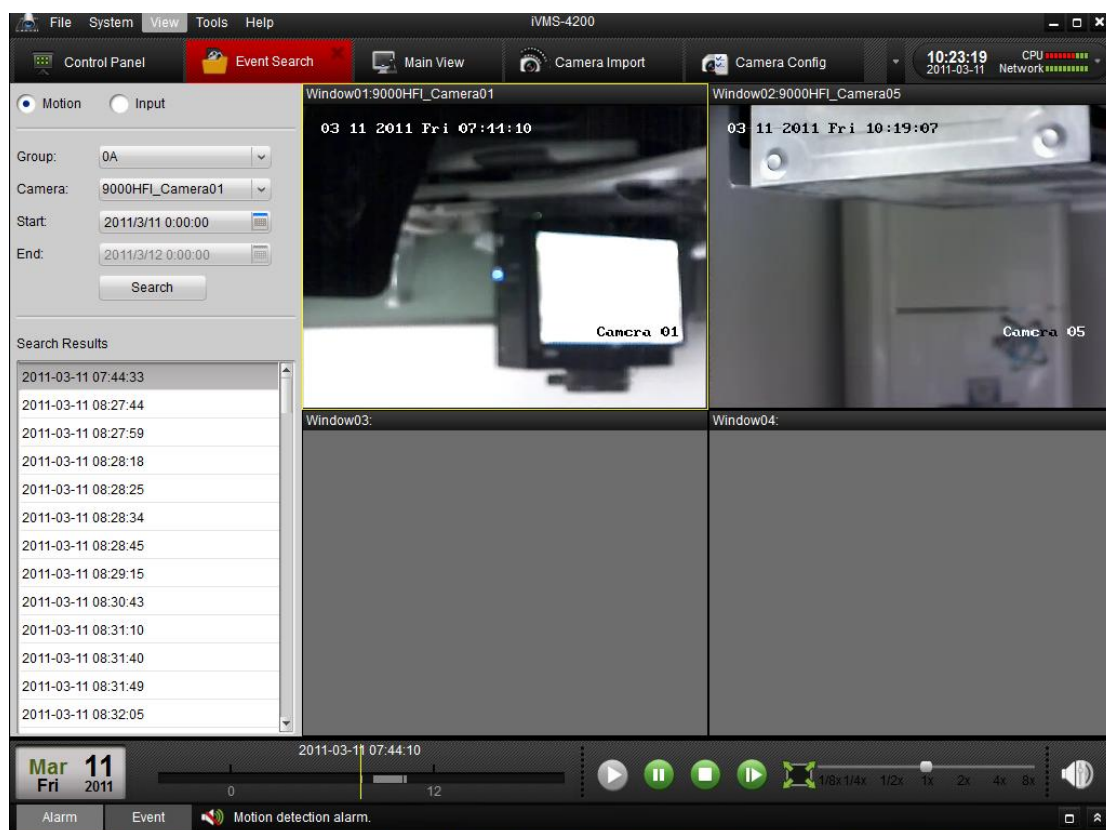 File System View Tools Help iVMS-4200
Control Panel Event Search Main View Camera Import Camera Config 10:23:19 CPU
2011-03-11 Network
Motion Input
Group: 0A
Camera: 9000HFI_Camera01
Start: 2011/3/11 0:00:00
End: 2011/3/12 0:00:00
Search
Search Results
2011-03-11 07:44:33
2011-03-11 08:27:44
2011-03-11 08:27:59
2011-03-11 08:28:18
2011-03-11 08:28:25
2011-03-11 08:28:34
2011-03-11 08:28:45
2011-03-11 08:29:15
2011-03-11 08:30:43
2011-03-11 08:31:10
2011-03-11 08:31:40
2011-03-11 08:31:49
2011-03-11 08:32:05
Window01:9000HFI_Camera01
03 11 2011 Fri 07:44:10
Camera 01
Window02:9000HFI_Camera05
03 11 2011 Fri 10:19:07
Camera 05
Window03:
Window04:
Mar 11
Fri 2011
2011-03-11 07:44:10
0 12
1/8x 1/4x 1/2x 1x 2x 4x 8x
Alarm Event Motion detection alarm.